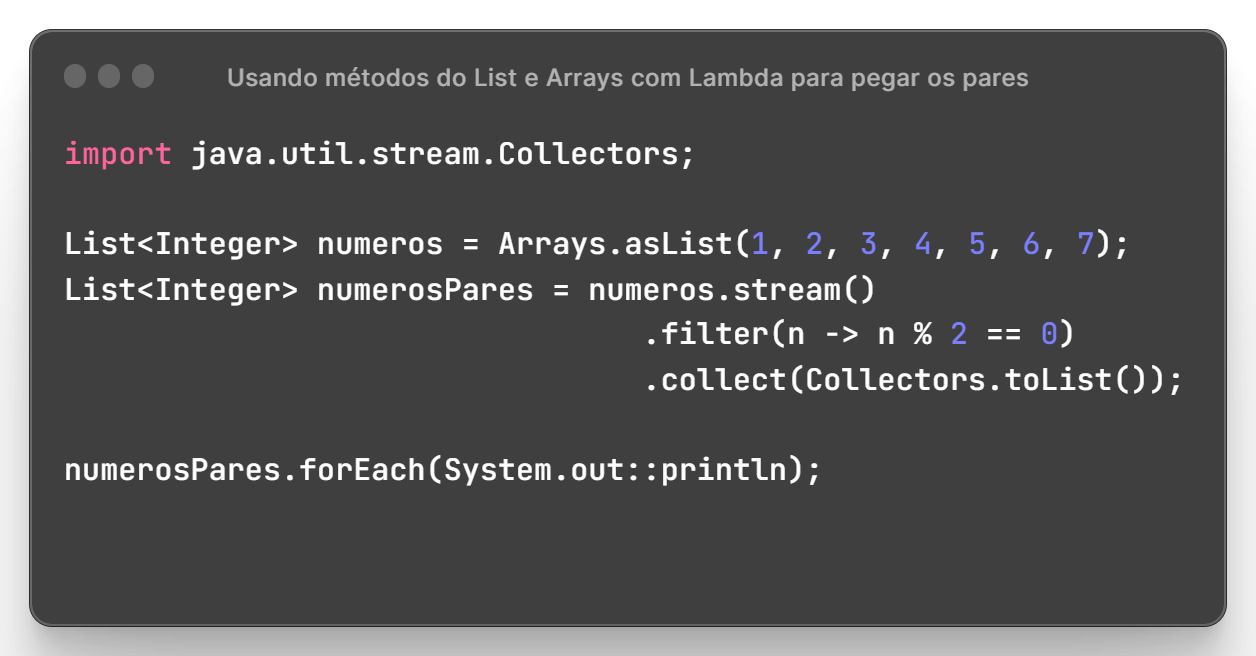 Usando métodos do List e Arrays com Lambda para pegar os pares
import java.util.stream.Collectors;
List<Integer> numeros = Arrays.asList(1, 2, 3, 4, 5, 6, 7);
List<Integer> numerosPares = numeros.stream()
.filter(n -> n % 2 == 0)
.collect(Collectors.toList());
numerosPares.forEach(System.out::println);